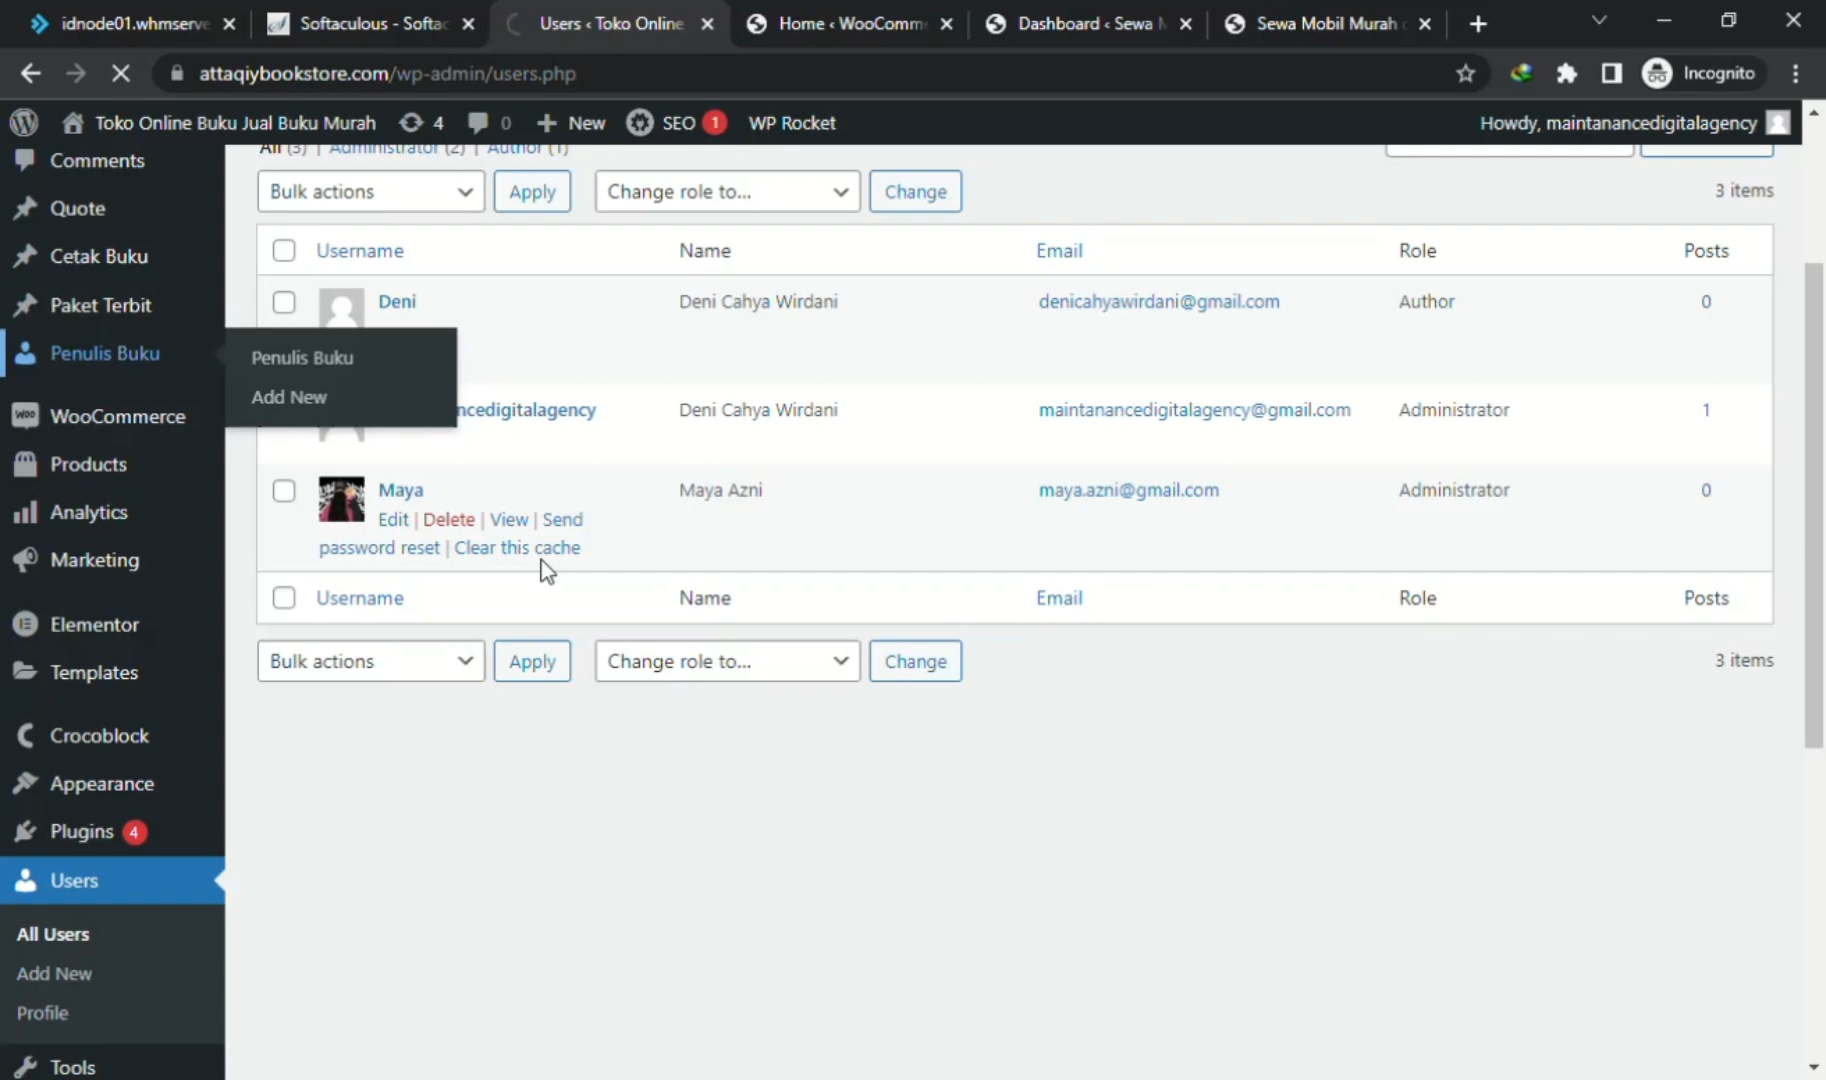 idnode01.whmserve
Softaculous - Softac
Users ‹ Toko Online
Home ‹ WooComm
Dashboard ‹ Sewa
Sewa Mobil Murah
attaqiybookstore.com/wp-admin/users.php
Incognito
Toko Online Buku Jual Buku Murah
4
0
New
SEO 1
WP Rocket
Howdy, maintanancedigitalagency
Comments
Quote
Cetak Buku
Paket Terbit
Penulis Buku
WooCommerce
Products
Analytics
Marketing
Elementor
Templates
Crocoblock
Appearance
Plugins 4
Users
All Users
Add New
Profile
Tools
Penulis Buku
Add New
All (3) | Administrator (2) | Author (1)
Bulk actions Apply Change role to... Change 3 items
Username Name Email Role Posts
Deni Deni Cahya Wirdani denicahyawirdani@gmail.com Author 0
ncedigitalagency Deni Cahya Wirdani maintanancedigitalagency@gmail.com Administrator 1
Maya Maya Azni maya.azni@gmail.com Administrator 0
Edit | Delete | View | Send
password reset | Clear this cache
Username Name Email Role Posts
Bulk actions Apply Change role to... Change 3 items